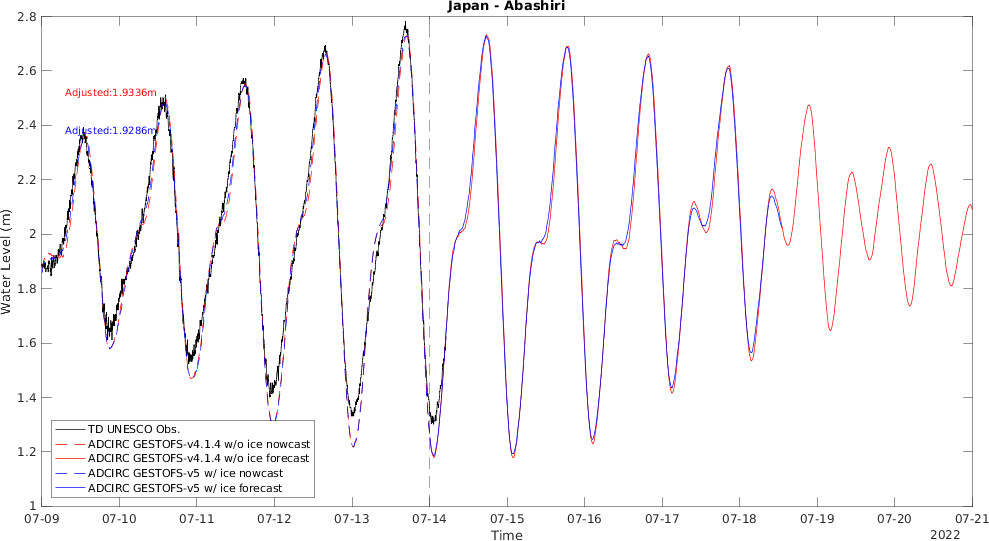 Japan - Abashiri
2.8
2.6
2.4
2.2
2
1.8
1.6
1.4
1.2
1
Water Level (m)
Adjusted:1.9336m
Adjusted:1.9286m
TD UNESCO Obs.
ADCIRC GESTOFS-v4.1.4 w/o ice nowcast
ADCIRC GESTOFS-v4.1.4 w/o ice forecast
ADCIRC GESTOFS-v5 w/ ice nowcast
ADCIRC GESTOFS-v5 w/ ice forecast
07-09 07-10 07-11 07-12 07-13 07-14 07-15 07-16 07-17 07-18 07-19 07-20 07-21
Time
2022